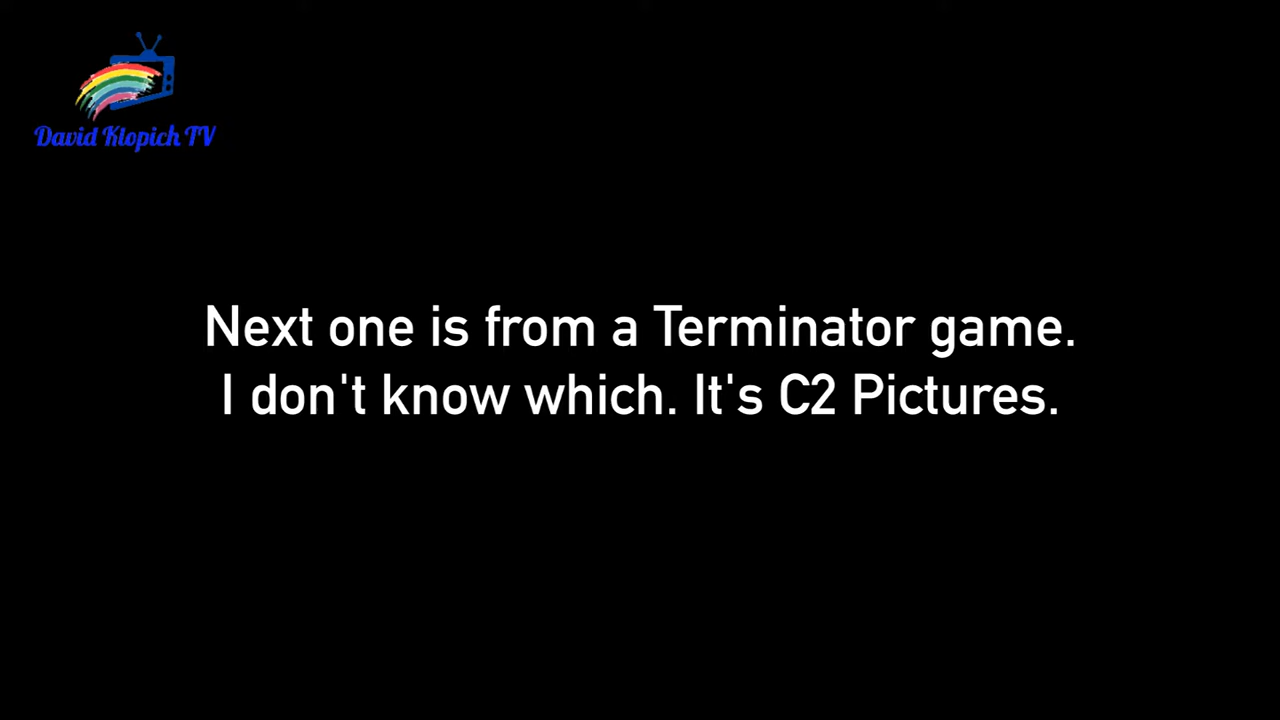 David Klopich TV
Next one is from a Terminator game.
I don't know which. It's C2 Pictures.